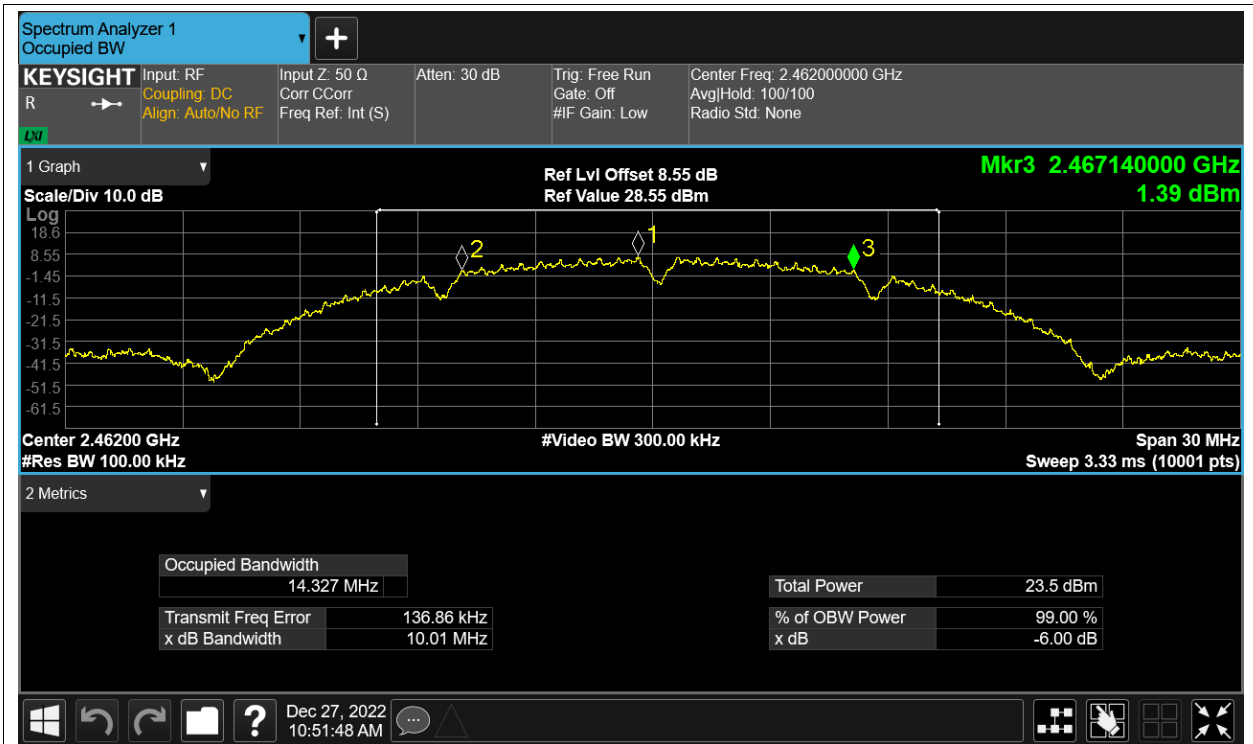 Spectrum Analyzer 1
Occupied BW
KEYSIGHT
R
LXI
Input: RF
Coupling: DC
Align: Auto/No RF
Input Z: 50 Ω
Corr CCorr
Freq Ref: Int (S)
Atten: 30 dB
Trig: Free Run
Gate: Off
#IF Gain: Low
Center Freq: 2.462000000 GHz
Avg|Hold: 100/100
Radio Std: None
1 Graph
Scale/Div 10.0 dB
Ref Lvl Offset 8.55 dB
Ref Value 28.55 dBm
Mkr3 2.467140000 GHz
1.39 dBm
Log
18.6
8.55
-1.45
-11.5
-21.5
-31.5
-41.5
-51.5
-61.5
2
1
3
Center 2.46200 GHz
#Video BW 300.00 kHz
Span 30 MHz
#Res BW 100.00 kHz
Sweep 3.33 ms (10001 pts)
2 Metrics
Occupied Bandwidth
14.327 MHz
Transmit Freq Error 136.86 kHz
x dB Bandwidth 10.01 MHz
Total Power 23.5 dBm
% of OBW Power 99.00 %
x dB -6.00 dB
?
Dec 27, 2022
10:51:48 AM